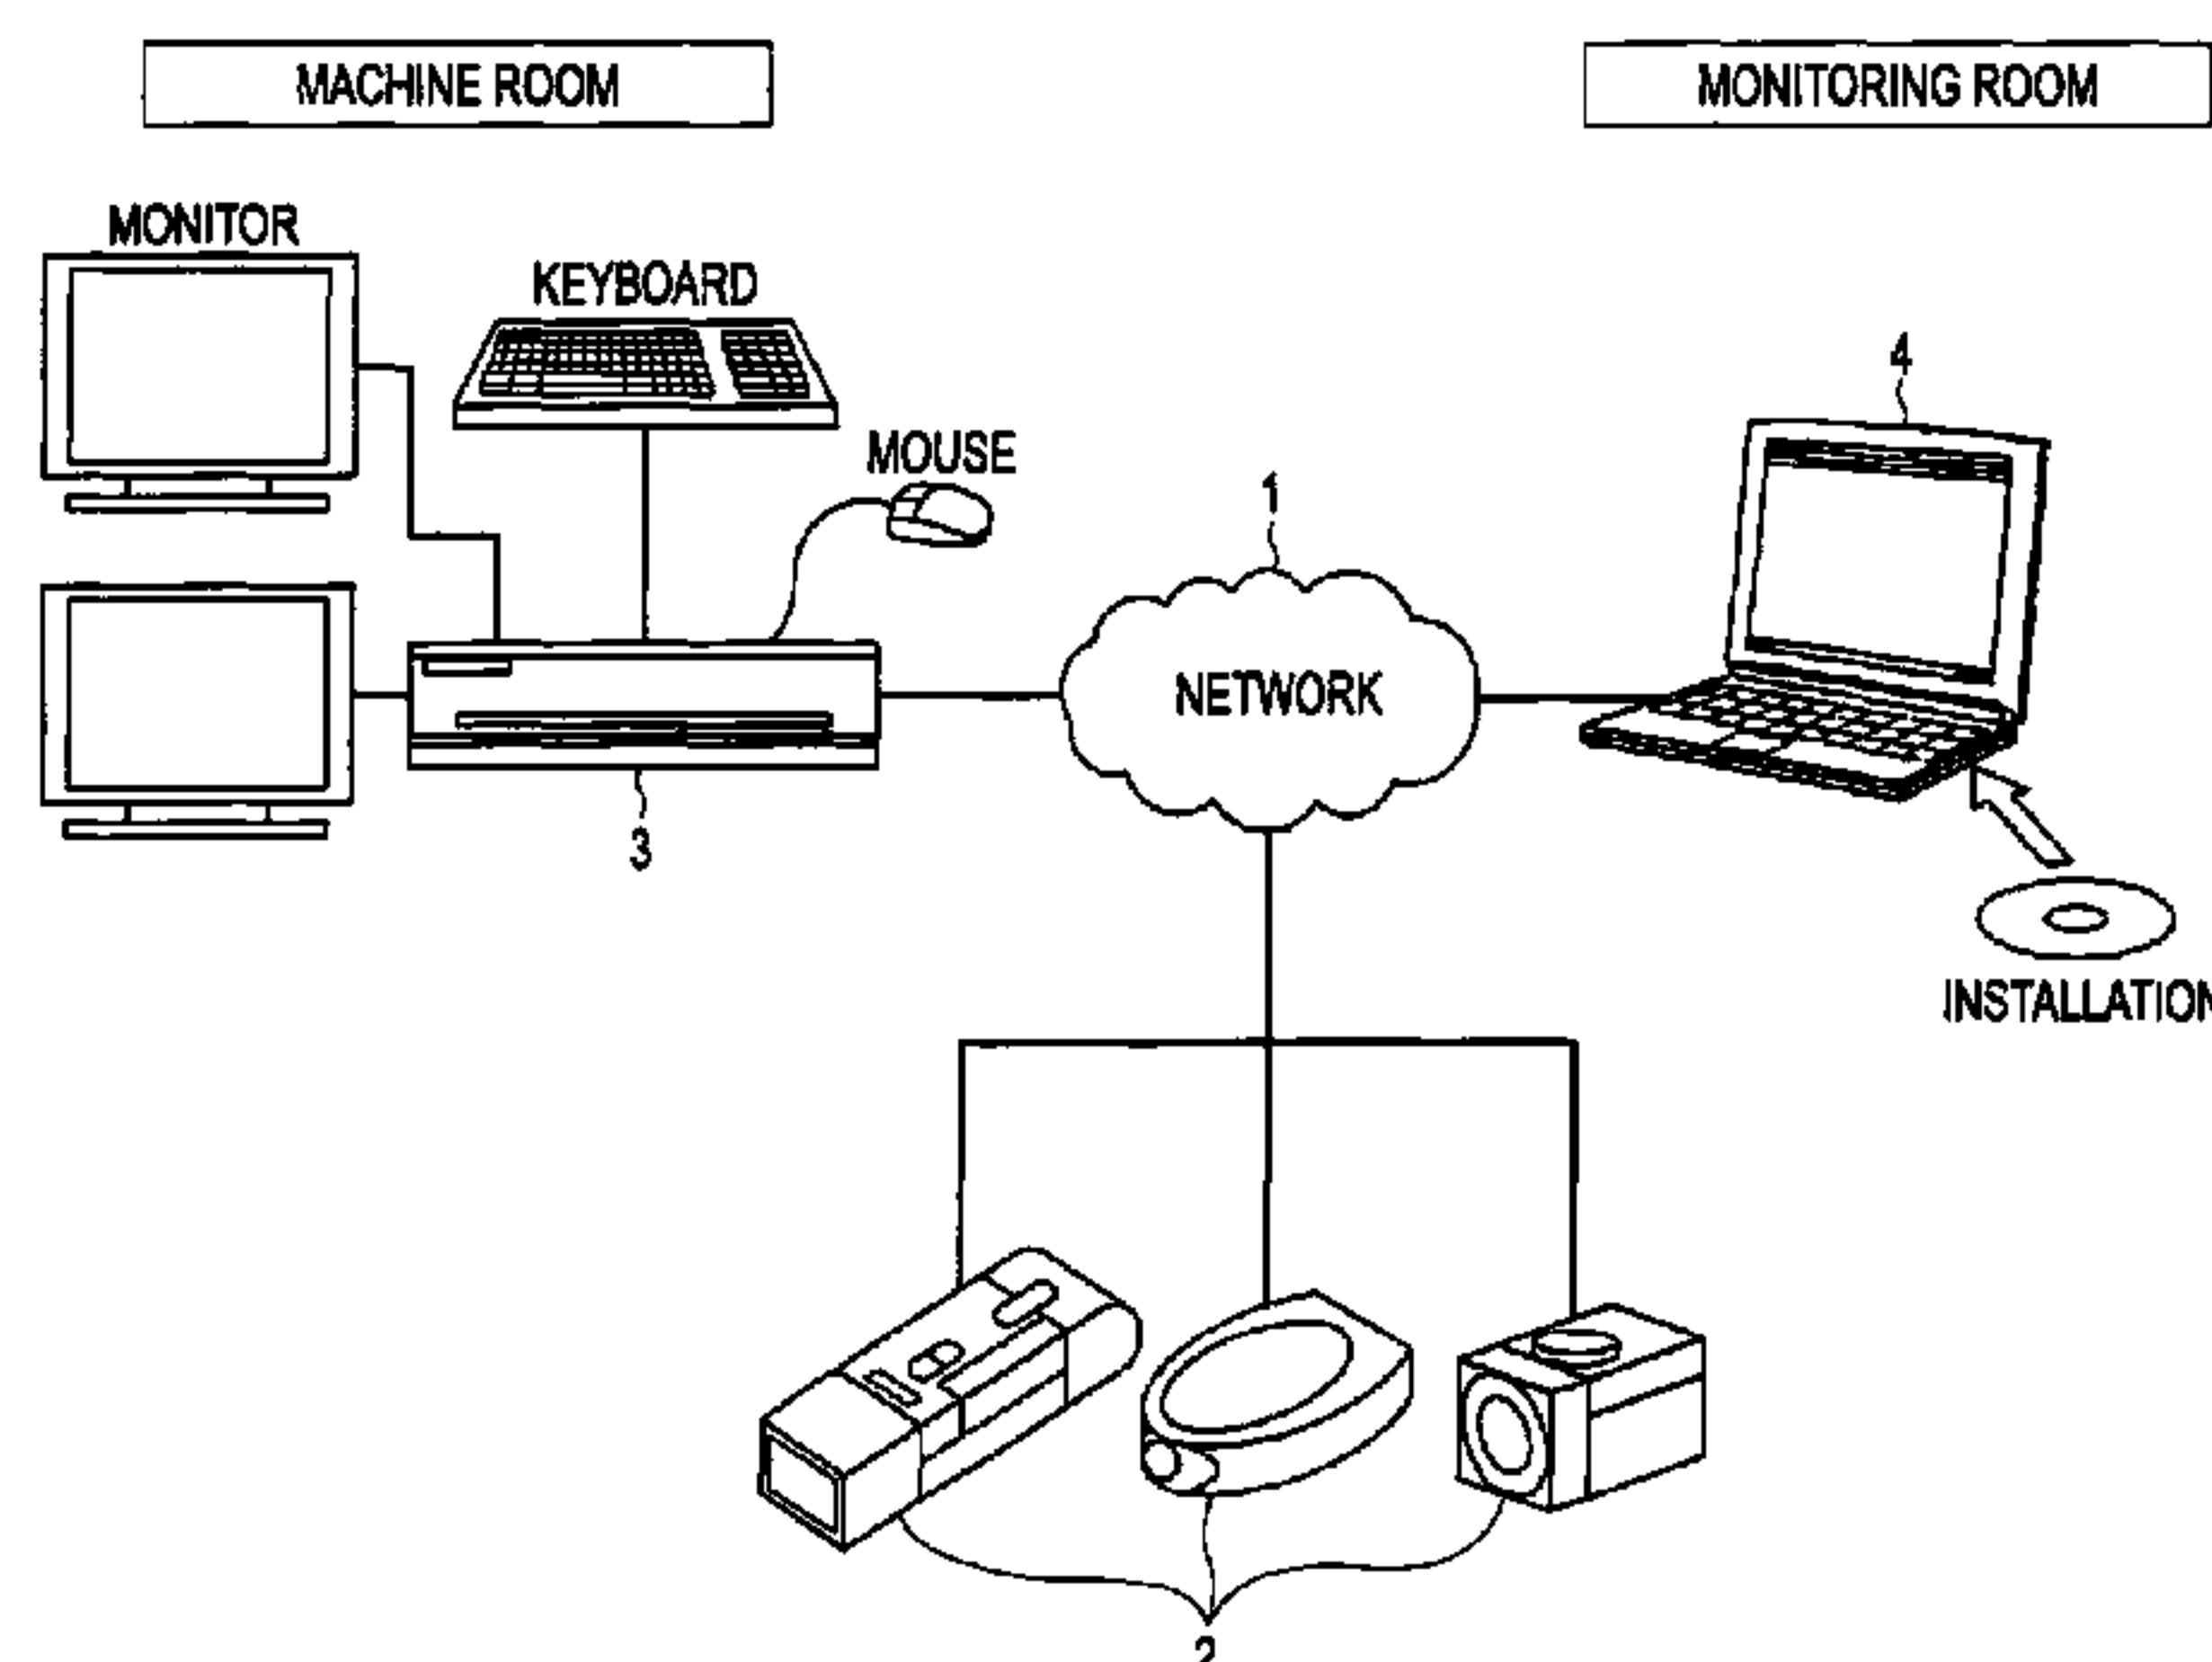 MACHINE ROOM
MONITORING ROOM
MONITOR
KEYBOARD
MOUSE
4
1
NETWORK
3
INSTALLATION
2